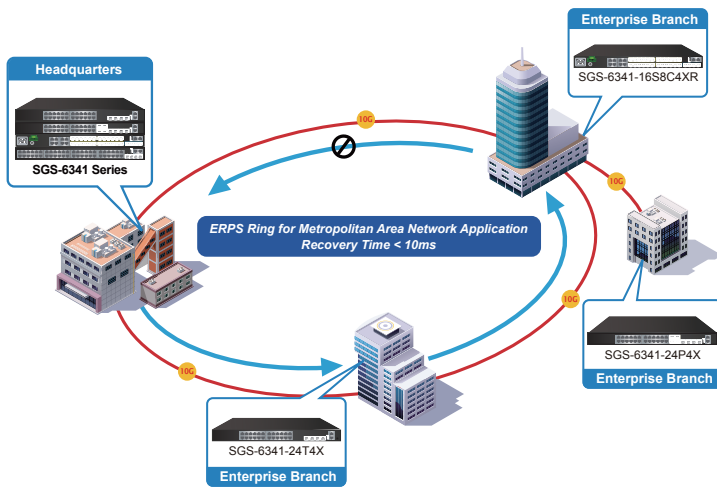 Enterprise Branch
SGS-6341-16S8C4XR
Headquarters
SGS-6341 Series
10G
10G
ERPS Ring for Metropolitan Area Network Application
Recovery Time < 10ms
10G
10G
SGS-6341-24P4X
Enterprise Branch
SGS-6341-24T4X
Enterprise Branch